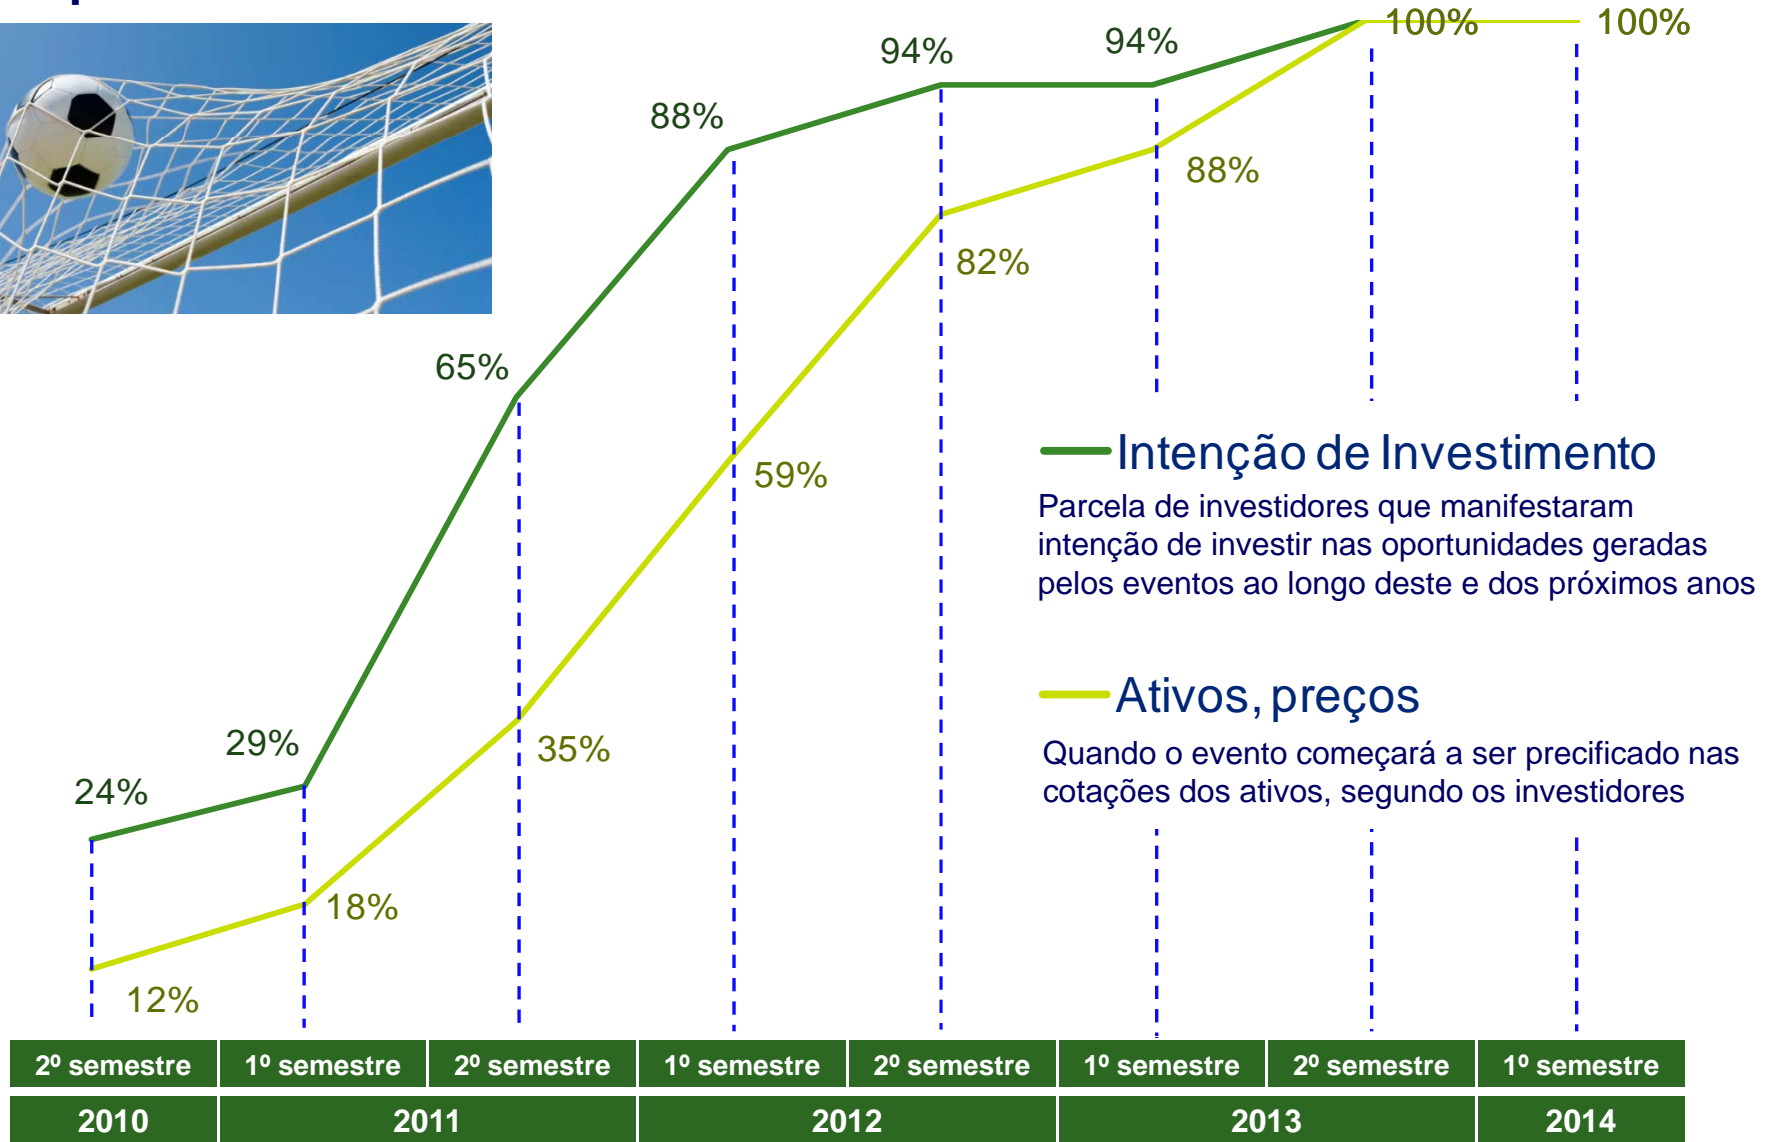 100%
100%
94%
94%
88%
88%
82%
65%
59%
Intenção de Investimento
Parcela de investidores que manifestaram
intenção de investir nas oportunidades geradas
pelos eventos ao longo deste e dos próximos anos
Ativos, preços
Quando o evento começará a ser precificado nas
cotações dos ativos, segundo os investidores
29%
35%
24%
18%
12%
2º semestre 1º semestre 2º semestre 1º semestre 2º semestre 1º semestre 2º semestre 1º semestre
2010 2011 2012 2013 2014